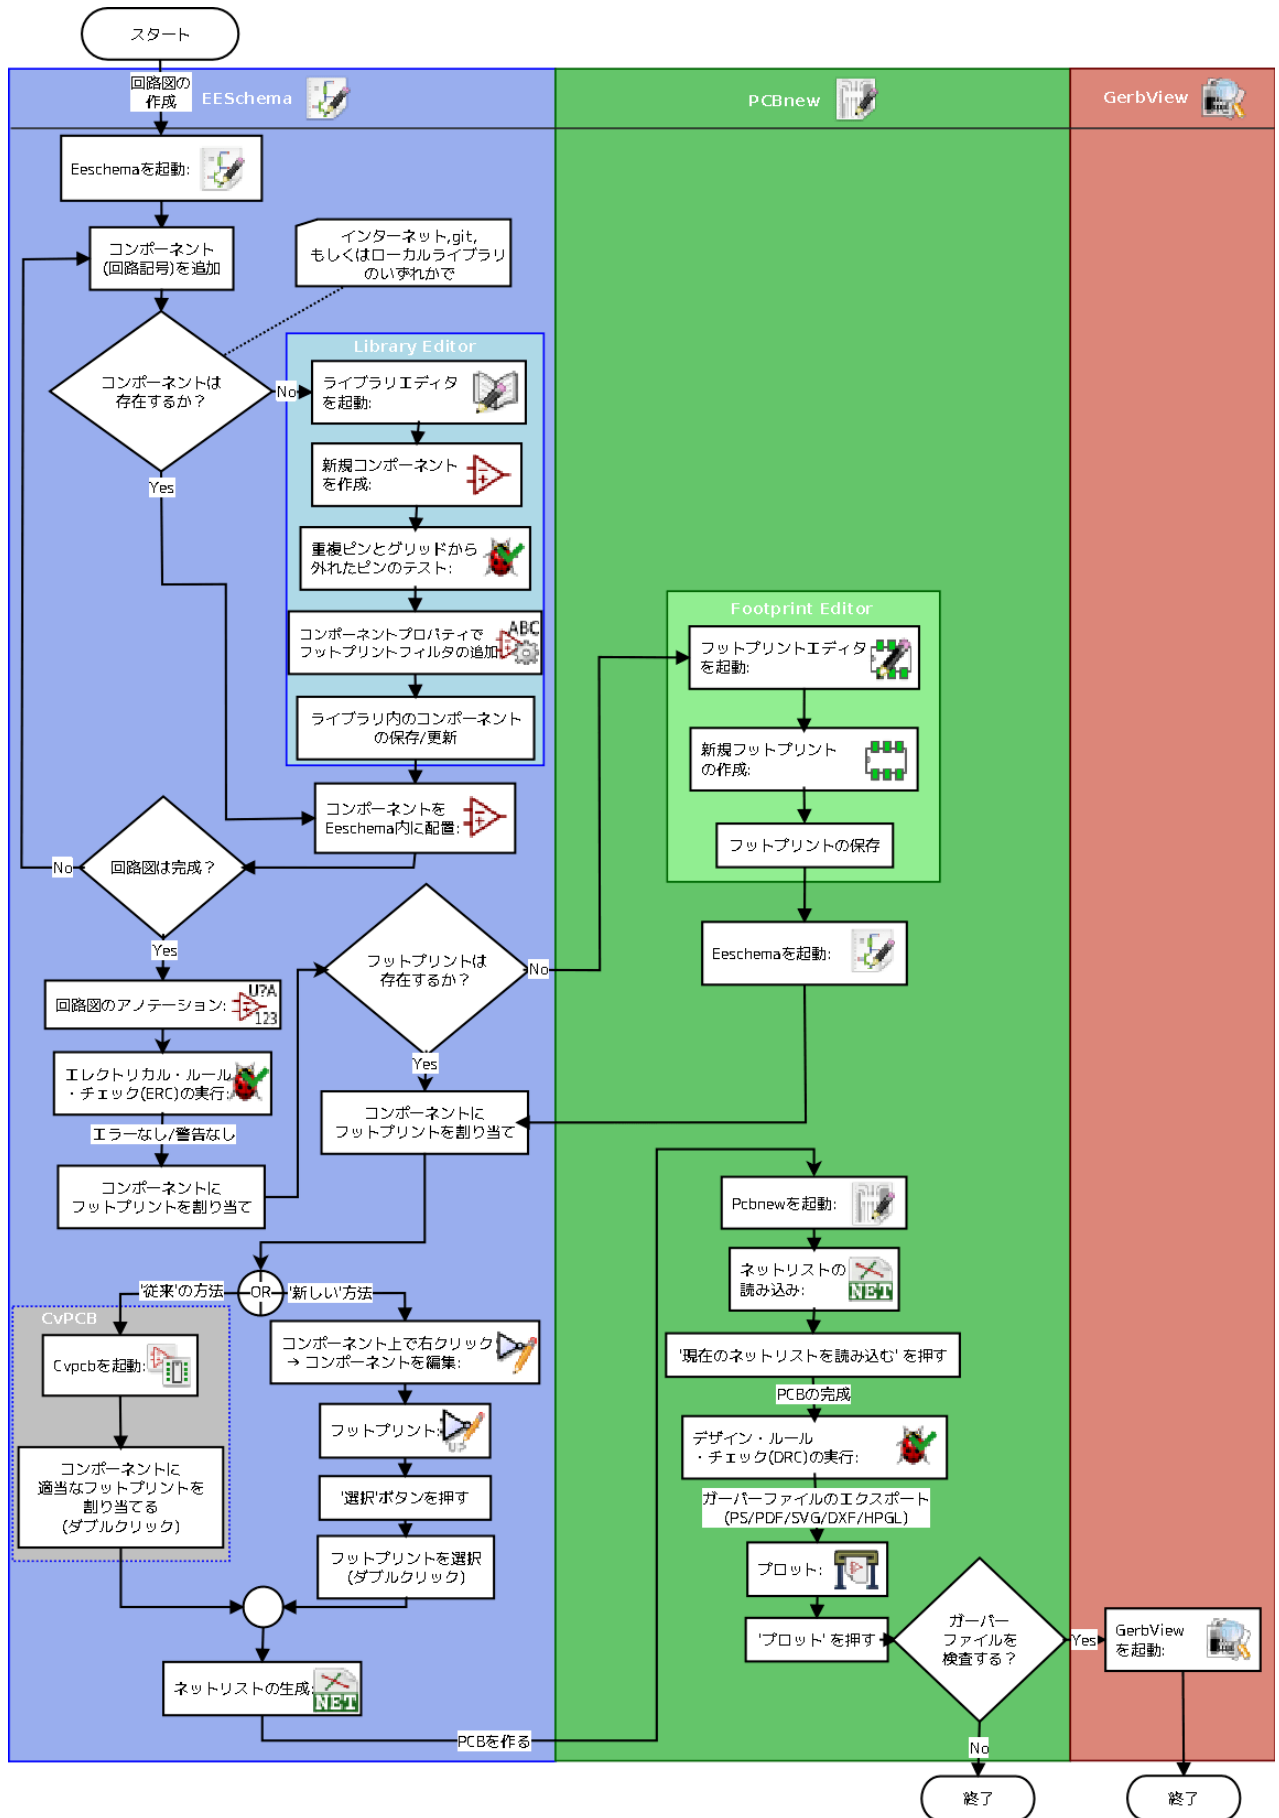 スタート
回路図の
作成
EESchema
PCBnew
GerbView
Eeschemaを起動:
コンポーネント
(回路記号)を追加
インターネット,git,
もしくはローカルライブラリ
のいずれかで
コンポーネントは
存在するか？
No
Yes
Library Editor
ライブラリエディタ
を起動:
新規コンポーネント
を作成:
重複ピンとグリッドから
外れたピンのテスト:
コンポーネントプロパティで
フットプリントフィルタの追加
ABC
ライブラリ内のコンポーネント
の保存/更新
コンポーネントを
Eeschema内に配置:
回路図は完成？
No
Yes
回路図のアノテーション:
U?A
123
エレクトリカル・ルール
・チェック(ERC)の実行:
エラーなし/警告なし
コンポーネントに
フットプリントを割り当て
フットプリントは
存在するか？
No
Yes
Footprint Editor
フットプリントエディタ
を起動:
新規フットプリント
の作成:
フットプリントの保存
Eeschemaを起動:
コンポーネントに
フットプリントを割り当て
OR
'従来'の方法
'新しい'方法
CvPCB
Cvpcbを起動:
コンポーネントに
適当なフットプリントを
割り当てる
(ダブルクリック)
コンポーネント上で右クリック
→ コンポーネントを編集:
フットプリント:
'選択'ボタンを押す
フットプリントを選択
(ダブルクリック)
ネットリストの生成:
NET
PCBを作る
Pcbnewを起動:
ネットリストの
読み込み:
NET
'現在のネットリストを読み込む' を押す
PCBの完成
デザイン・ルール
・チェック(DRC)の実行:
ガーバーファイルのエクスポート
(PS/PDF/SVG/DXF/HPGL)
プロット:
'プロット' を押す
ガーバー
ファイルを
検査する？
Yes
No
GerbView
を起動:
終了
終了